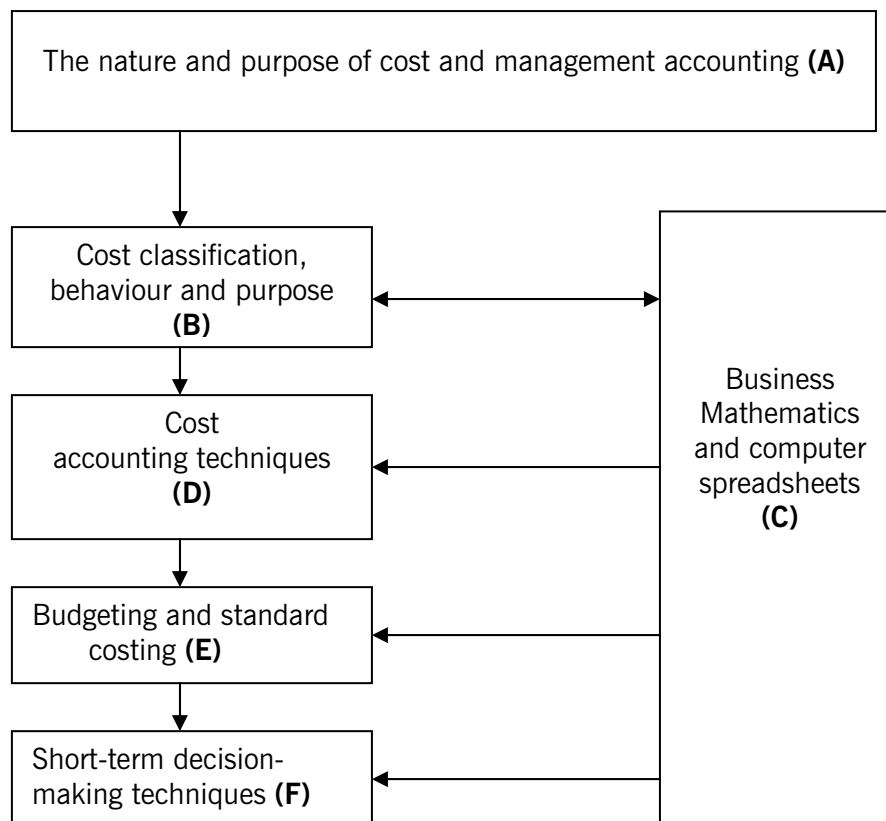 The nature and purpose of cost and management accounting (A)
Cost classification,
behaviour and purpose
(B)
Cost
accounting techniques
(D)
Business
Mathematics
and computer
spreadsheets
(C)
Budgeting and standard
costing (E)
Short-term decision-
making techniques (F)